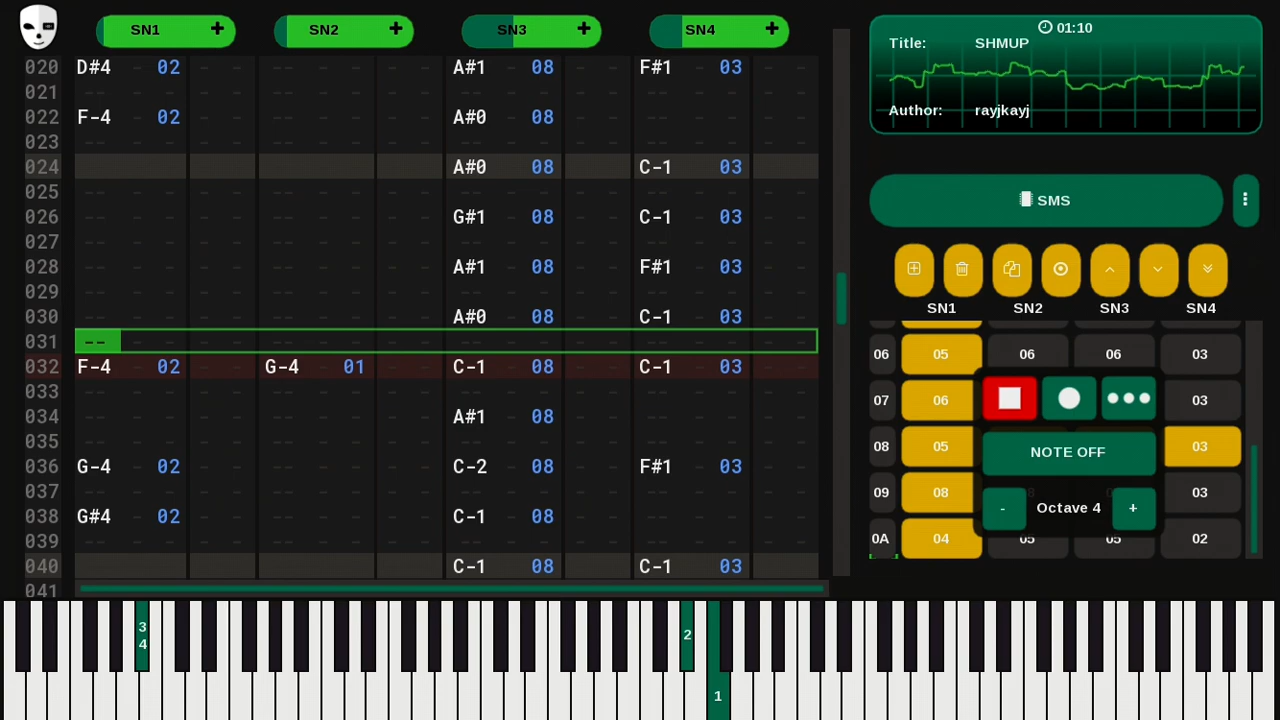 SN1 + SN2 + SN3 + SN4 +
020 D#4 02 A#1 08 F#1 03
021
022 F-4 02 A#0 08
023
024 A#0 08 C-1 03
025
026 G#1 08 C-1 03
027
028 A#1 08 F#1 03
029
030 A#0 08 C-1 03
031 --
032 F-4 02 G-4 01 C-1 08 C-1 03
033
034 A#1 08
035
036 G-4 02 C-2 08 F#1 03
037
038 G#4 02 C-1 08
039
040 C-1 08 C-1 03
041
01:10
Title: SHMUP
Author: rayjkayj
SMS
SN1 SN2 SN3 SN4
06 05 06 06 03
07 06 03
08 05 03
09 08 03
0A 04 05 05 02
NOTE OFF
- Octave 4 +
3
4
2
1